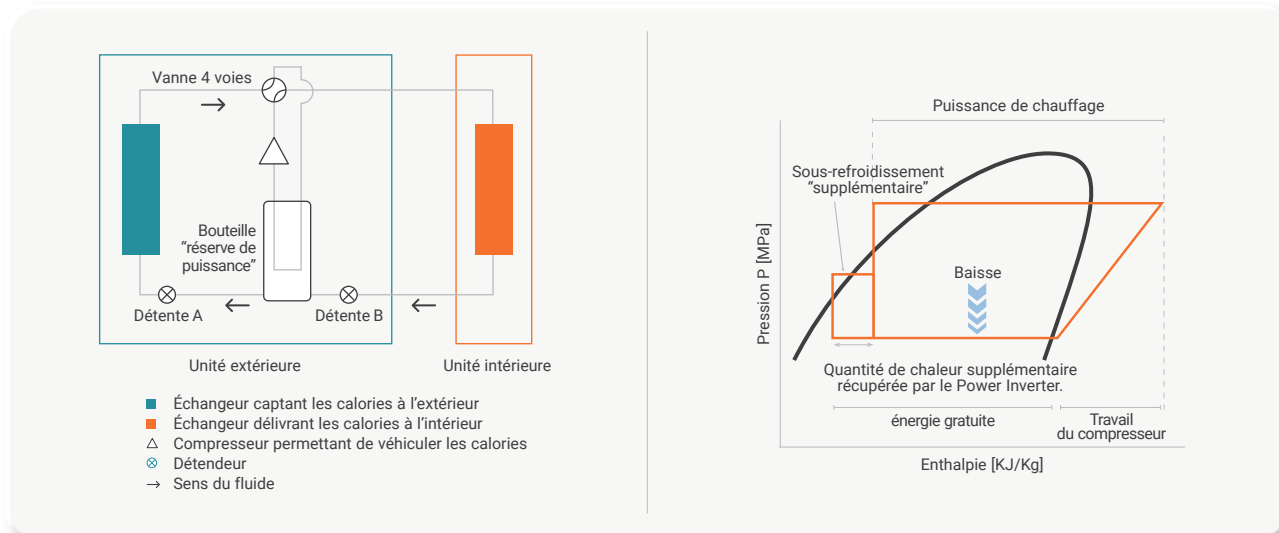 Vanne 4 voies
Bouteille
“réserve de
puissance”
Détente A
Détente B
Unité extérieure
Unité intérieure
Échangeur captant les calories à l’extérieur
Échangeur délivrant les calories à l’intérieur
Compresseur permettant de véhiculer les calories
Détendeur
Sens du fluide
Puissance de chauffage
Sous-refroidissement
“supplémentaire”
Pression P [MPa]
Baisse
Quantité de chaleur supplémentaire
récupérée par le Power Inverter.
énergie gratuite
Travail
du compresseur
Enthalpie [KJ/Kg]